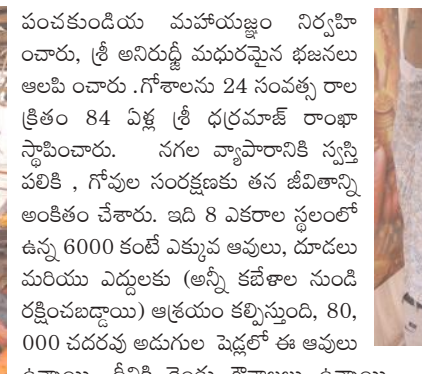 పంచకుండియ మహాయజ్ఞం నిర్వహి
ంచారు, శ్రీ అనిరుద్ధీ మధురమైన భజనలు
ఆలపి ంచారు .గోశాలను 24 సంవత్స రాల
క్రితం 84 ఏళ్ల శ్రీ ధర్రమాజ్ రాంఖా
స్థాపించారు. నగల వ్యాపారానికి స్వస్తి
పలికి , గోవుల సంరక్షణకు తన జీవితాన్ని
అంకితం చేశారు. ఇది 8 ఎకరాల స్థలంలో
ఉన్న 6000 కంటే ఎక్కువ ఆవులు, దూడలు
మరియు ఎద్దులకు (అన్నీ కబేళాల నుండి
రక్షించబడ్డాయి) ఆశ్రయం కల్పిస్తుంది, 80,
000 చదరవు అడుగుల షెడ్లలో ఈ ఆవులు